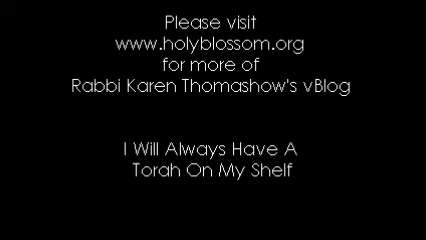 Please visit
www.holyblossom.org
for more of
Rabbi Karen Thomashow's vBlog
I Will Always Have A
Torah On My Shelf